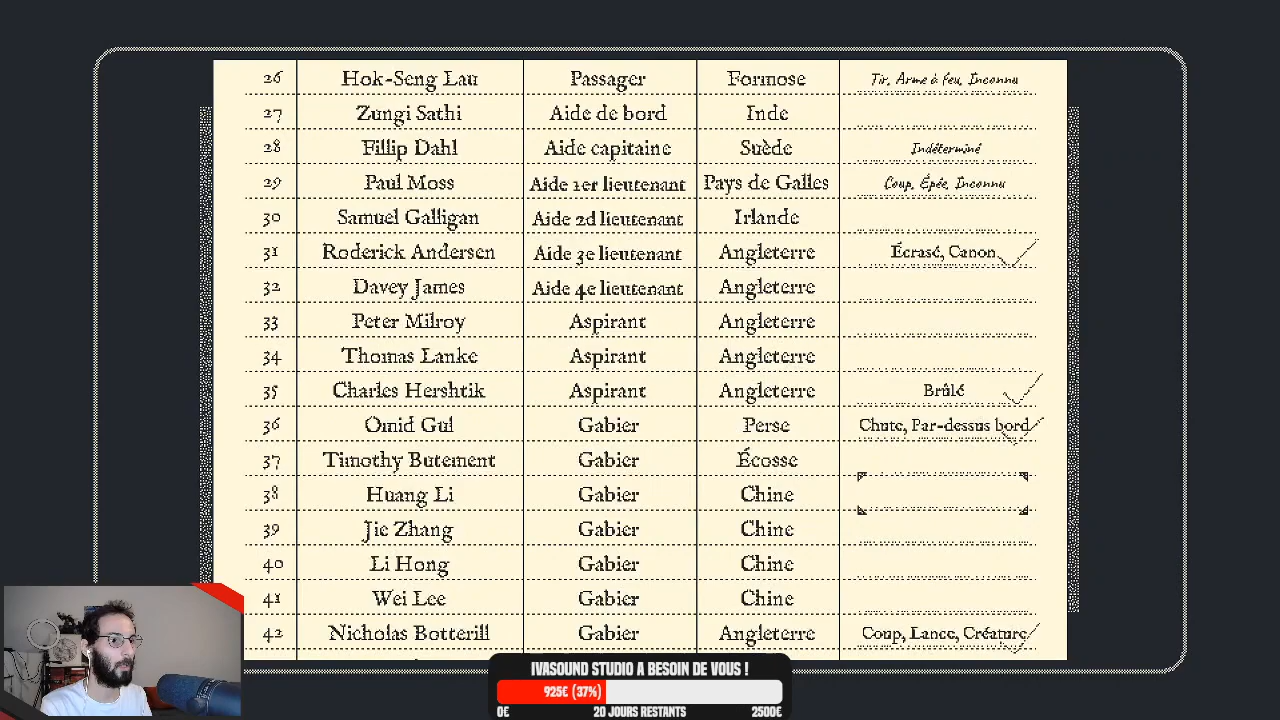 26 Hok-Seng Lau Passager Formose Tir, Arme à feu, Inconnu
27 Zungi Sathi Aide de bord Inde
28 Fillip Dahl Aide capitaine Suède Indéterminé
29 Paul Moss Aide 1er lieutenant Pays de Galles Coup, Épée, Inconnu
30 Samuel Galligan Aide 2d lieutenant Irlande
31 Roderick Andersen Aide 3e lieutenant Angleterre Écrasé, Canon
32 Davey James Aide 4e lieutenant Angleterre
33 Peter Milroy Aspirant Angleterre
34 Thomas Lanke Aspirant Angleterre
35 Charles Hershtik Aspirant Angleterre Brûlé
36 Omid Gul Gabier Perse Chute, Par-dessus bord
37 Timothy Butement Gabier Écosse
38 Huang Li Gabier Chine
39 Jie Zhang Gabier Chine
40 Li Hong Gabier Chine
41 Wei Lee Gabier Chine
42 Nicholas Botterill Gabier Angleterre Coup, Lance, Créature
IVASOUND STUDIO A BESOIN DE VOUS !
925€ (37%)
0€ 20 JOURS RESTANTS 2500€